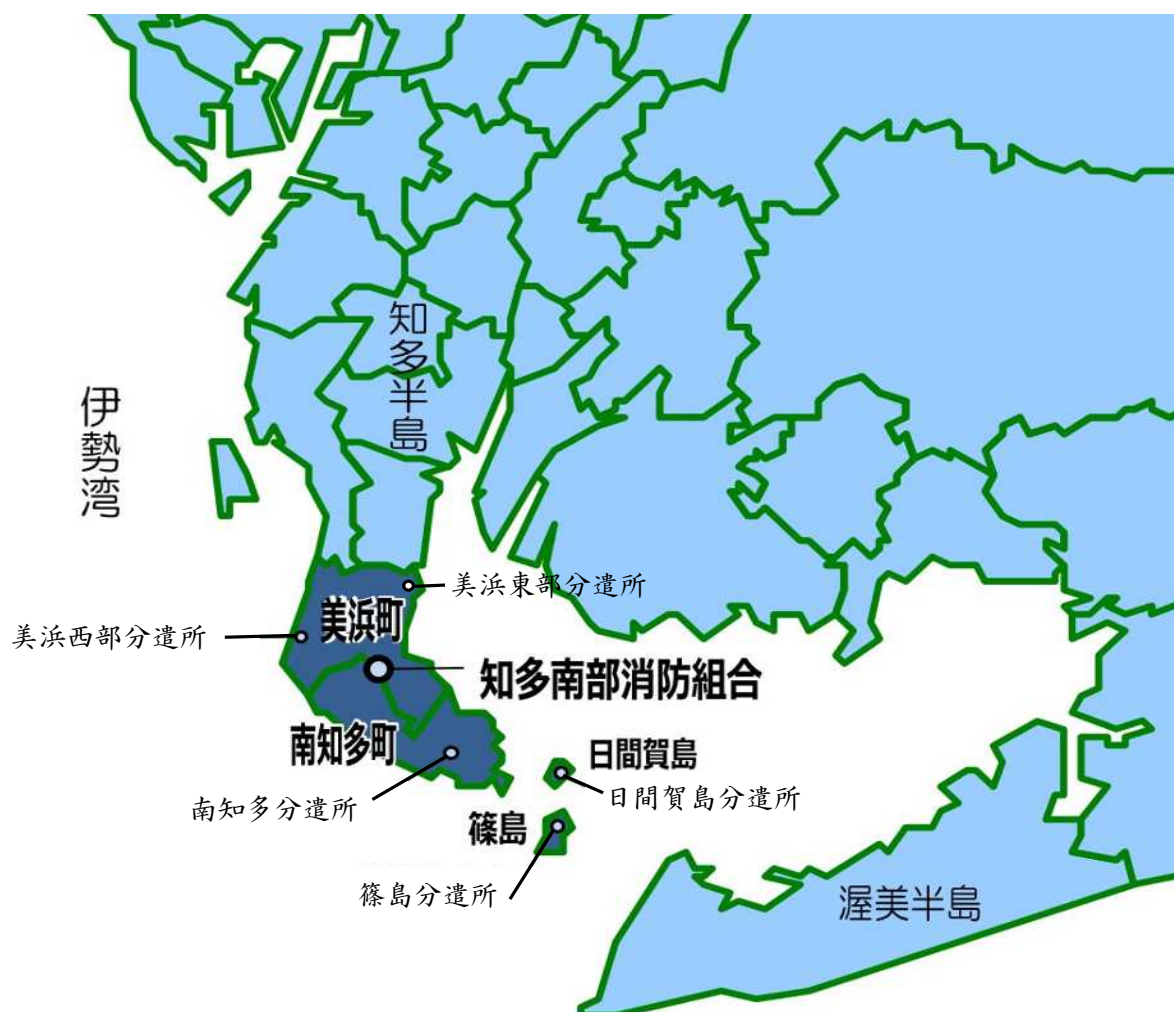 知多半島
伊勢湾
美浜東部分遣所
美浜町
美浜西部分遣所
知多南部消防組合
南知多町
日間賀島
日間賀島分遣所
南知多分遣所
篠島
篠島分遣所
渥美半島